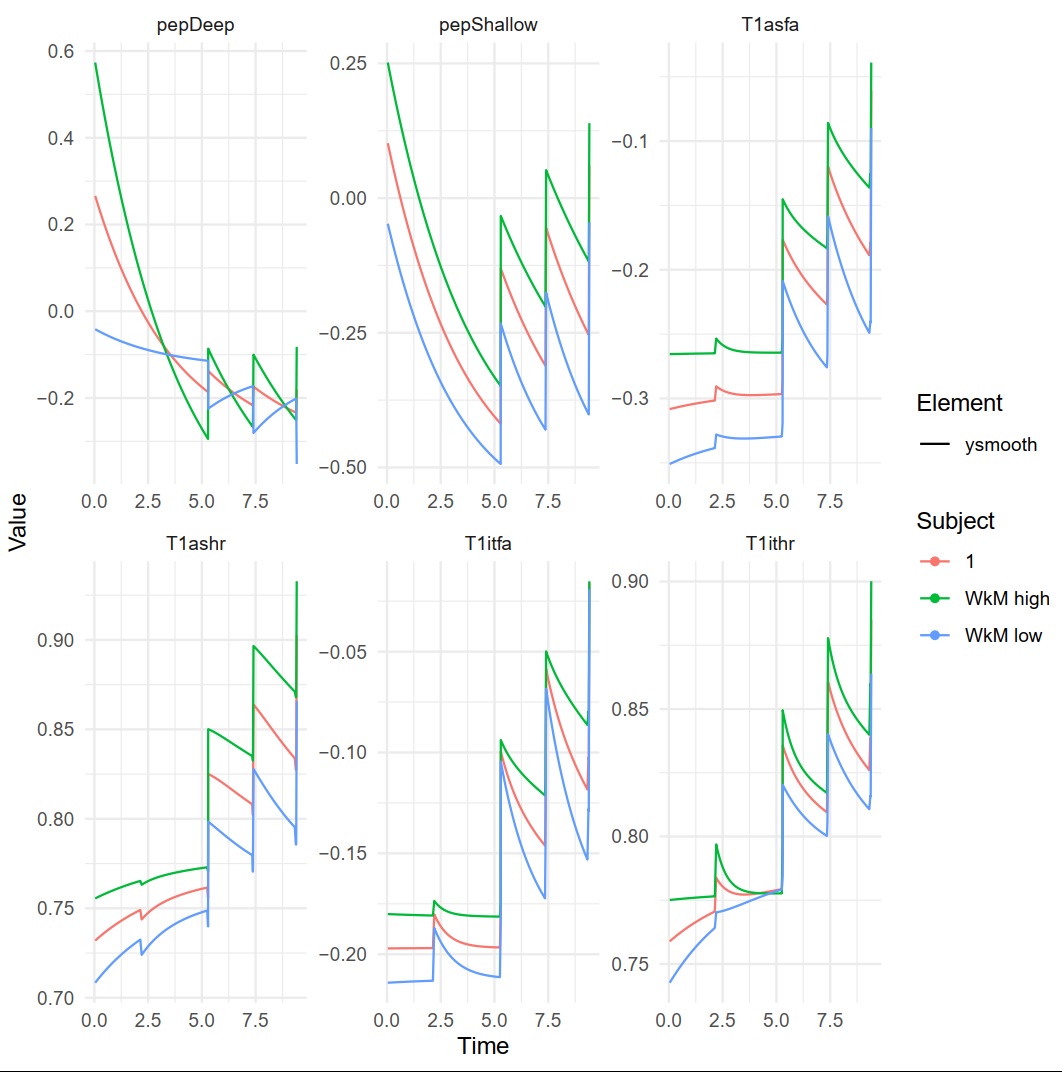 pepDeep pepShallow T1asfa
0.6
0.4
0.2
0.0
−0.2
0.25
0.00
−0.25
−0.50
−0.1
−0.2
−0.3
0.0 2.5 5.0 7.5 0.0 2.5 5.0 7.5 0.0 2.5 5.0 7.5
T1ashr T1itfa T1ithr
0.90
0.85
0.80
0.75
0.70
−0.05
−0.10
−0.15
−0.20
0.90
0.85
0.80
0.75
0.0 2.5 5.0 7.5 0.0 2.5 5.0 7.5 0.0 2.5 5.0 7.5
Value
Time
Element
ysmooth
Subject
1
WkM high
WkM low